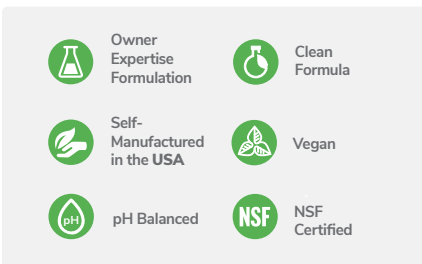 Owner
Expertise
Formulation
Clean
Formula
Self-
Manufactured
in the USA
Vegan
pH
pH Balanced
NSF
NSF
Certified